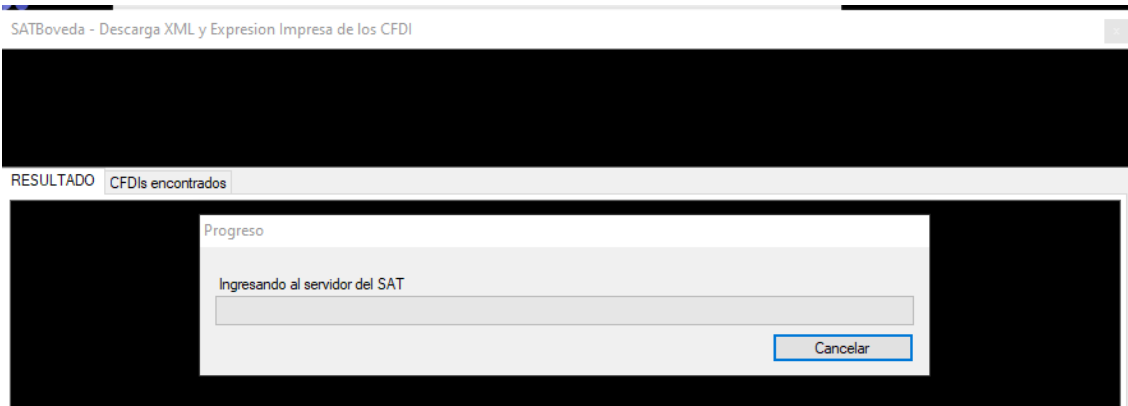 SATBoveda - Descarga XML y Expresion Impresa de los CFDI
RESULTADO CFDIs encontrados
Progreso
Ingresando al servidor del SAT
Cancelar